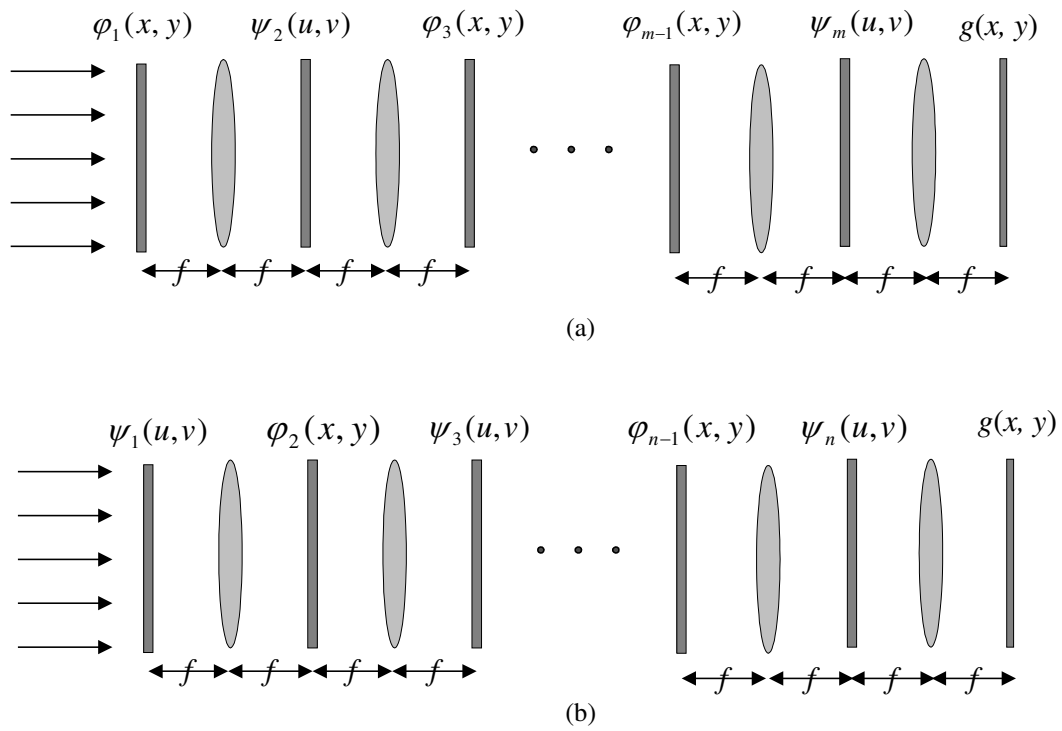 φ₁(x, y) ψ₂(u,v) φ₃(x, y) φₘ₋₁(x, y) ψₘ(u,v) g(x, y)
f f f f f f f f
(a)
ψ₁(u,v) φ₂(x, y) ψ₃(u,v) φₙ₋₁(x, y) ψₙ(u,v) g(x, y)
f f f f f f f f
(b)